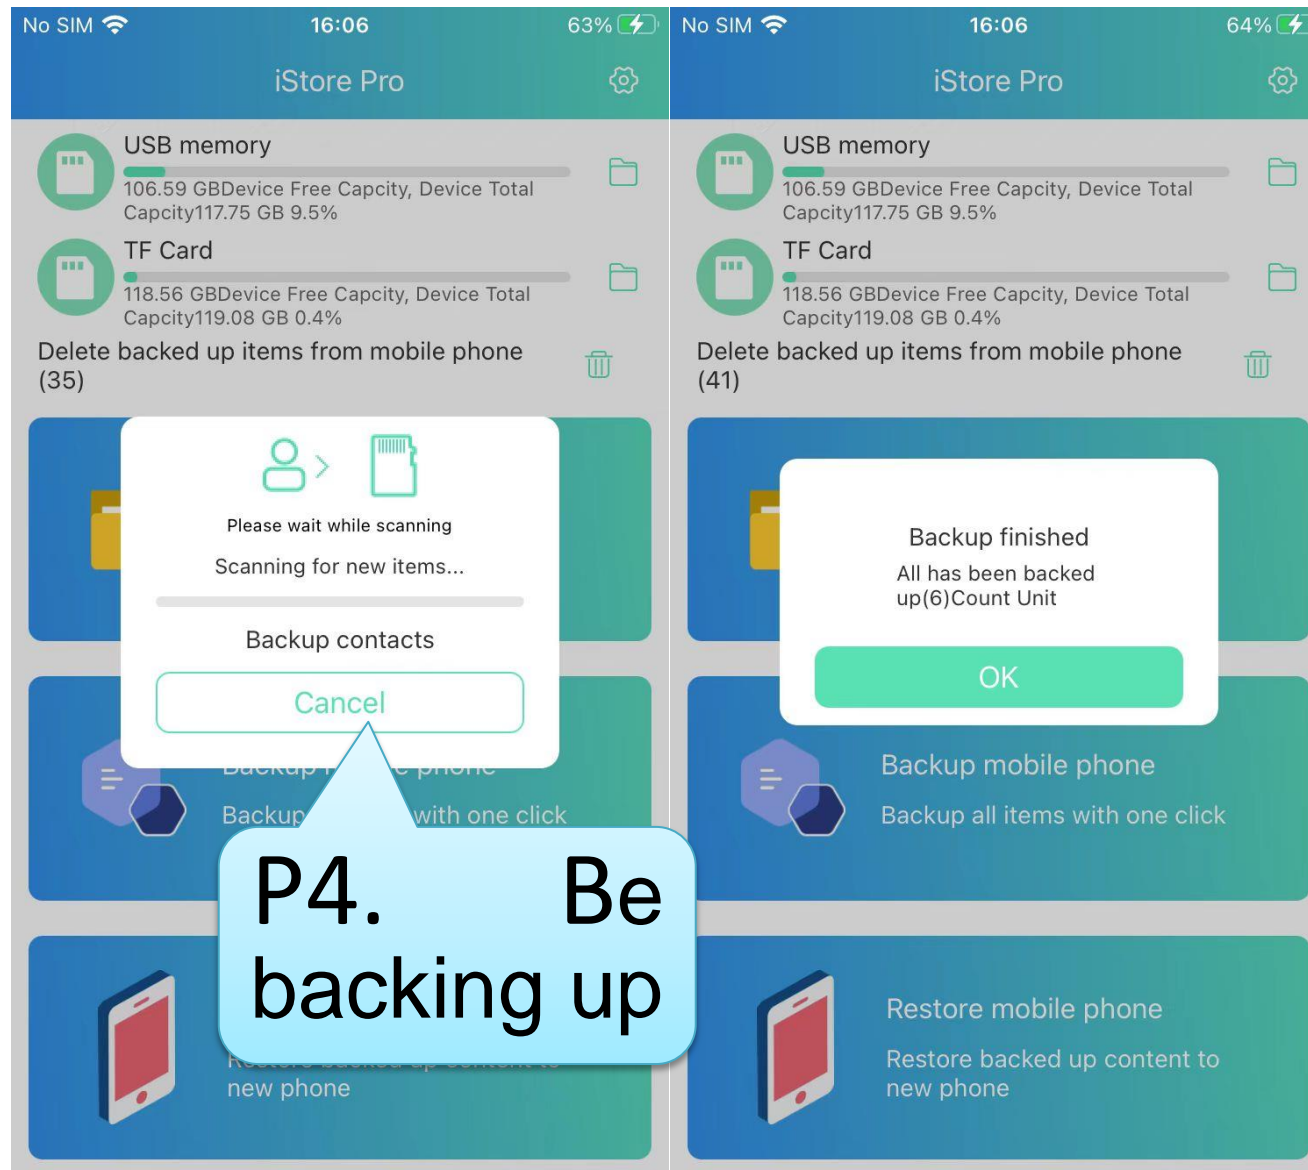 No SIM 16:06 63%
iStore Pro
USB memory
106.59 GBDevice Free Capcity, Device Total
Capcity117.75 GB 9.5%
TF Card
118.56 GBDevice Free Capcity, Device Total
Capcity119.08 GB 0.4%
Delete backed up items from mobile phone
(35)
Please wait while scanning
Scanning for new items...
Backup contacts
Cancel
Backup phone
Backup with one click
P4. Be
backing up
new phone
No SIM 16:06 64%
iStore Pro
USB memory
106.59 GBDevice Free Capcity, Device Total
Capcity117.75 GB 9.5%
TF Card
118.56 GBDevice Free Capcity, Device Total
Capcity119.08 GB 0.4%
Delete backed up items from mobile phone
(41)
Backup finished
All has been backed
up(6)Count Unit
OK
Backup mobile phone
Backup all items with one click
Restore mobile phone
Restore backed up content to
new phone